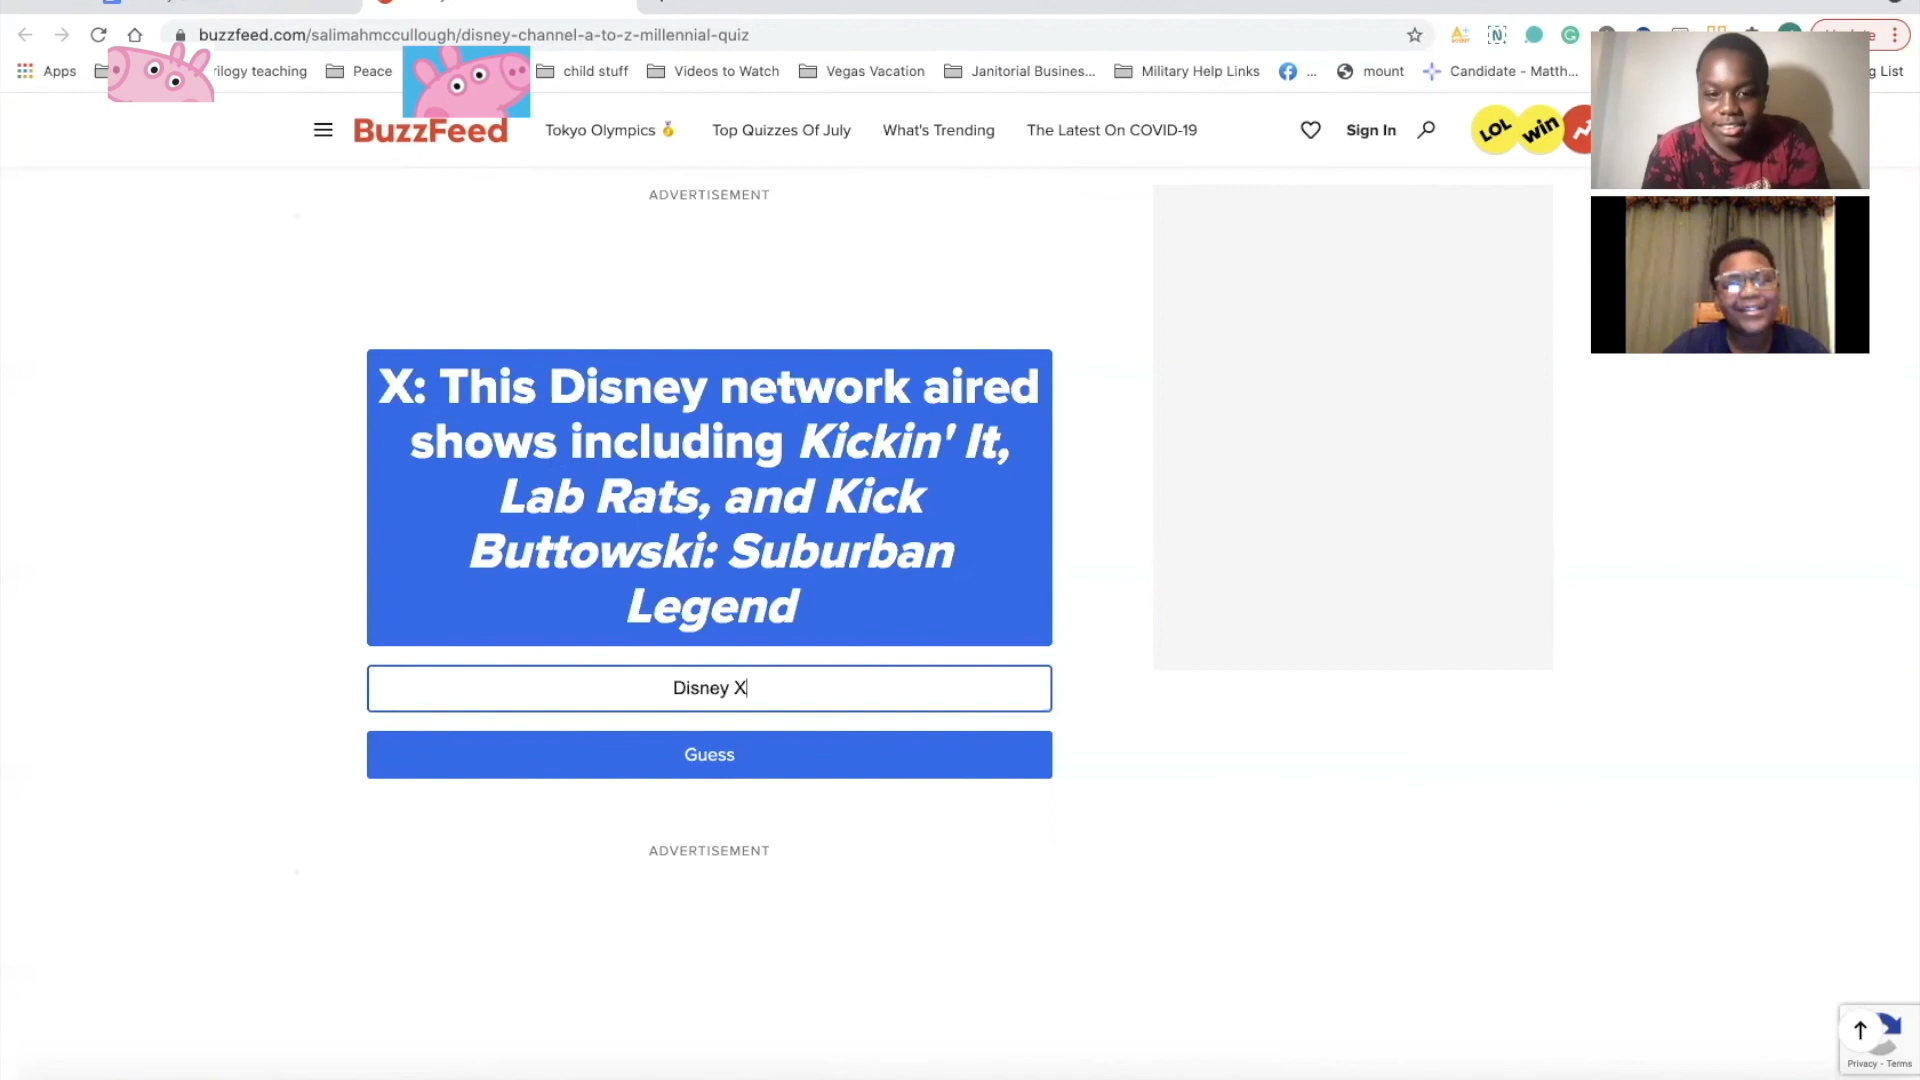 buzzfeed.com/salimahmccullough/disney-channel-a-to-z-millennial-quiz
Apps
rilogy teaching
Peace
child stuff
Videos to Watch
Vegas Vacation
Janitorial Busines...
Military Help Links
...
mount
Candidate - Matth...
g List
BuzzFeed
Tokyo Olympics
Top Quizzes Of July
What's Trending
The Latest On COVID-19
Sign In
LOL
win
ADVERTISEMENT
X: This Disney network aired
shows including Kickin' It,
Lab Rats, and Kick
Buttowski: Suburban
Legend
Disney X
Guess
ADVERTISEMENT
Privacy - Terms